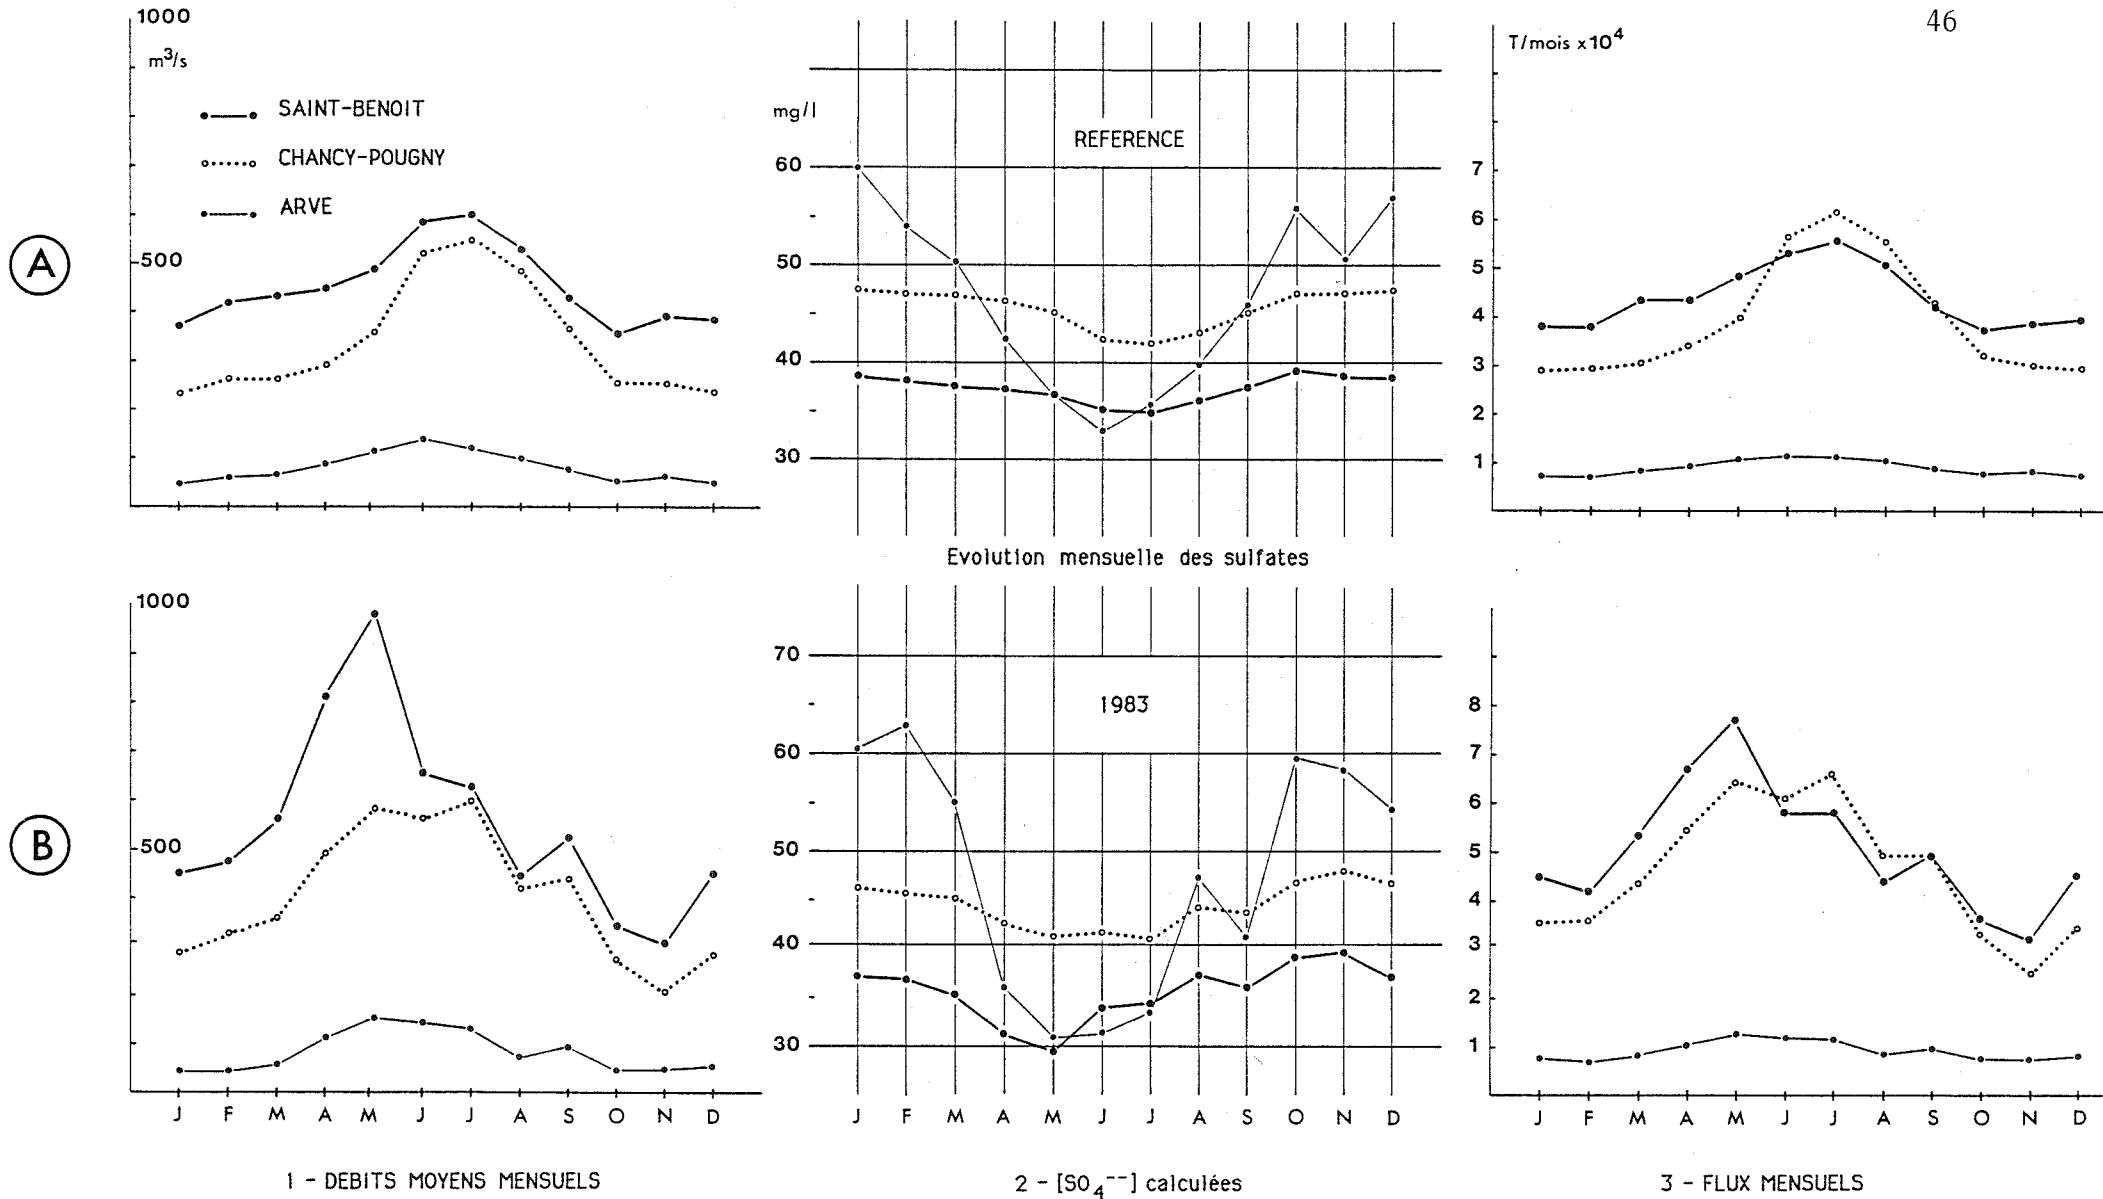 46
1000
m³/s
SAINT-BENOIT
CHANCY-POUGNY
ARVE
500
A
mg/l
REFERENCE
60
50
40
30
T/mois x10⁴
7
6
5
4
3
2
1
Evolution mensuelle des sulfates
1000
500
B
1983
70
60
50
40
30
8
7
6
5
4
3
2
1
J F M A M J J A S O N D
J F M A M J J A S O N D
J F M A M J J A S O N D
1 - DEBITS MOYENS MENSUELS
2 - [SO₄⁻⁻] calculées
3 - FLUX MENSUELS